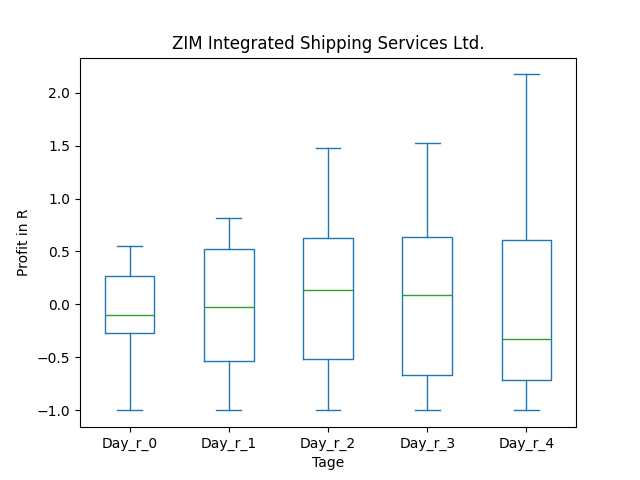 ZIM Integrated Shipping Services Ltd.
Profit in R
2.0
1.5
1.0
0.5
0.0
−0.5
−1.0
Day_r_0 Day_r_1 Day_r_2 Day_r_3 Day_r_4
Tage